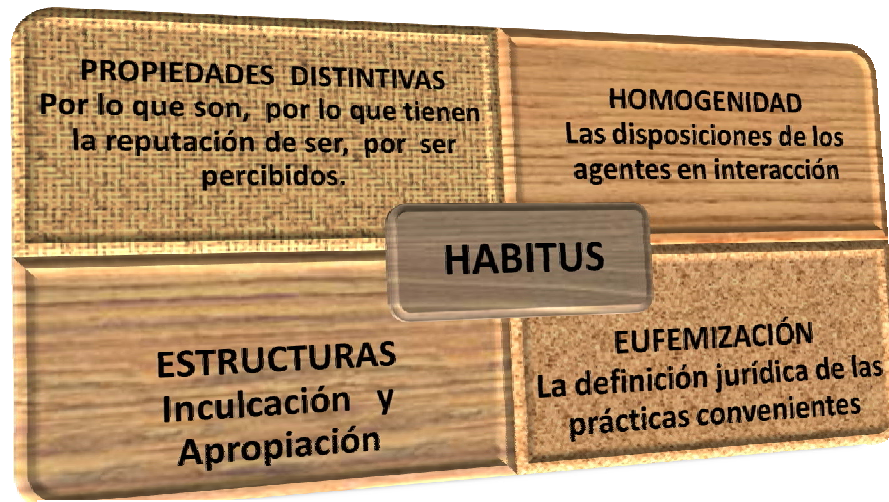 PROPIEDADES DISTINTIVAS
Por lo que son, por lo que tienen
la reputación de ser, por ser
percibidos.
HOMOGENIDAD
Las disposiciones de los
agentes en interacción
HABITUS
ESTRUCTURAS
Inculcación y
Apropiación
EUFEMIZACIÓN
La definición jurídica de las
prácticas convenientes